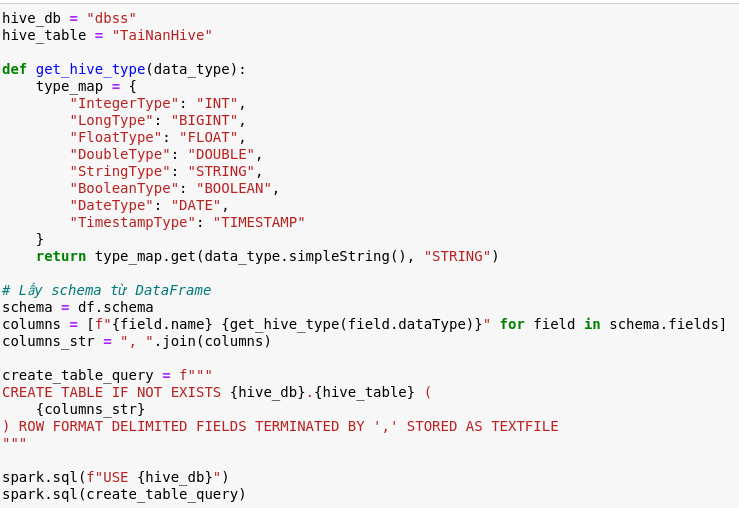 hive_db = "dbss"
hive_table = "TaiNanHive"

def get_hive_type(data_type):
    type_map = {
        "IntegerType": "INT",
        "LongType": "BIGINT",
        "FloatType": "FLOAT",
        "DoubleType": "DOUBLE",
        "StringType": "STRING",
        "BooleanType": "BOOLEAN",
        "DateType": "DATE",
        "TimestampType": "TIMESTAMP"
    }
    return type_map.get(data_type.simpleString(), "STRING")

# Lấy schema từ DataFrame
schema = df.schema
columns = [f"{field.name} {get_hive_type(field.dataType)}" for field in schema.fields]
columns_str = ", ".join(columns)

create_table_query = f"""
CREATE TABLE IF NOT EXISTS {hive_db}.{hive_table} (
    {columns_str}
) ROW FORMAT DELIMITED FIELDS TERMINATED BY ',' STORED AS TEXTFILE
"""

spark.sql(f"USE {hive_db}")
spark.sql(create_table_query)